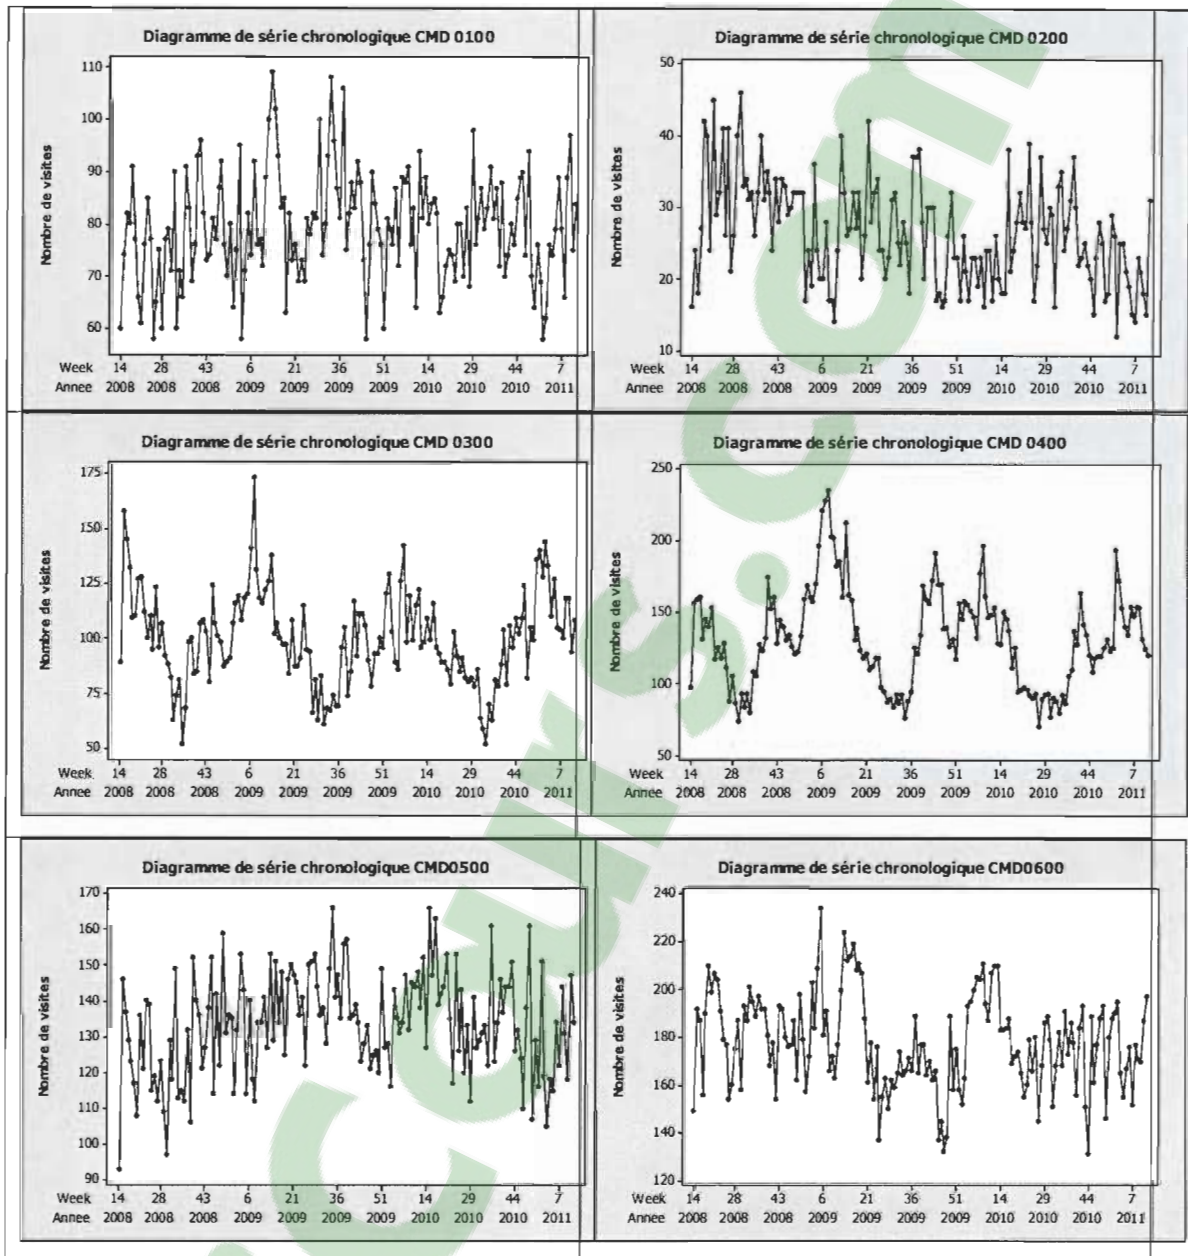 Diagramme de série chronologique CMD 0100
Nombre de visites
110
100
90
80
70
60
Week 14 28 43 6 21 36 51 14 29 44 7
Annee 2008 2008 2008 2009 2009 2009 2009 2010 2010 2010 2011
Diagramme de série chronologique CMD 0200
Nombre de visites
50
40
30
20
10
Week 14 28 43 6 21 36 51 14 29 44 7
Annee 2008 2008 2008 2009 2009 2009 2009 2010 2010 2010 2011
Diagramme de série chronologique CMD 0300
Nombre de visites
175
150
125
100
75
50
Week 14 28 43 6 21 36 51 14 29 44 7
Annee 2008 2008 2008 2009 2009 2009 2009 2010 2010 2010 2011
Diagramme de série chronologique CMD 0400
Nombre de visites
250
200
150
100
50
Week 14 28 43 6 21 36 51 14 29 44 7
Annee 2008 2008 2008 2009 2009 2009 2009 2010 2010 2010 2011
Diagramme de série chronologique CMD0500
Nombre de visites
170
160
150
140
130
120
110
100
90
Week 14 28 43 6 21 36 51 14 29 44 7
Annee 2008 2008 2008 2009 2009 2009 2009 2010 2010 2010 2011
Diagramme de série chronologique CMD0600
Nombre de visites
240
220
200
180
160
140
120
Week 14 28 43 6 21 36 51 14 29 44 7
Annee 2008 2008 2008 2009 2009 2009 2009 2010 2010 2010 2011
Cours.com